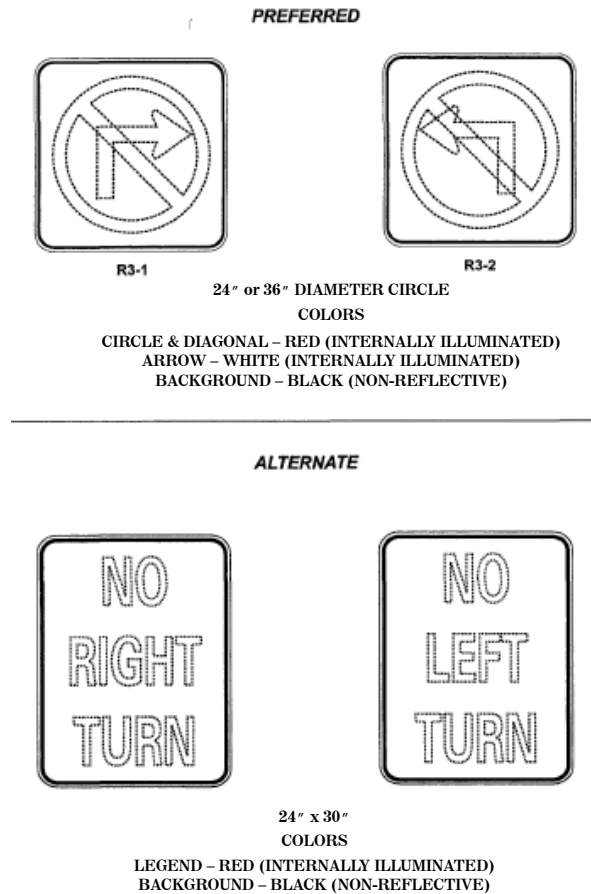 PREFERRED
R3-1
R3-2
24″ or 36″ DIAMETER CIRCLE
COLORS
CIRCLE & DIAGONAL – RED (INTERNALLY ILLUMINATED)
ARROW – WHITE (INTERNALLY ILLUMINATED)
BACKGROUND – BLACK (NON-REFLECTIVE)
ALTERNATE
NO
RIGHT
TURN
NO
LEFT
TURN
24″ x 30″
COLORS
LEGEND – RED (INTERNALLY ILLUMINATED)
BACKGROUND – BLACK (NON-REFLECTIVE)